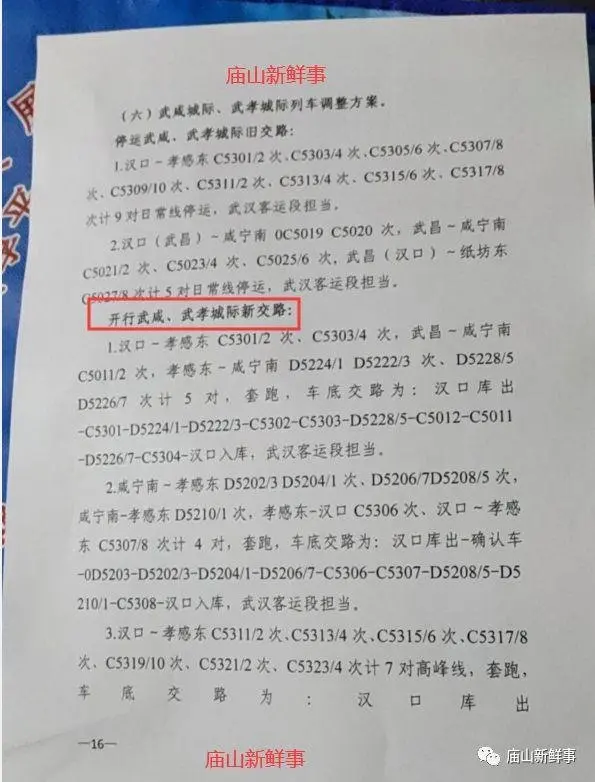 庙山新鲜事
（六）武咸城际、武孝城际列车调整方案。
停运武咸、武孝城际旧交路：
1.汉口～孝感东 C5301/2 次、C5303/4 次、C5305/6 次、C5307/8
次、C5309/10 次、C5311/2 次、C5313/4 次、C5315/6 次、C5317/8
次计 9 对日常线停运，武汉客运段担当。
2.汉口（武昌）～咸宁南 0C5019 C5020 次，武昌～咸宁南
C5021/2 次、C5023/4 次、C5025/6 次，武昌（汉口）～纸坊东
C5027/8 次计 5 对日常线停运，武汉客运段担当。
开行武咸、武孝城际新交路：
1.汉口～孝感东 C5301/2 次、C5303/4 次，武昌～咸宁南
C5011/2 次，孝感东～咸宁南 D5224/1 D5222/3 次、D5228/5
D5226/7 次计 5 对，套跑，车底交路为：汉口库出
-C5301-D5224/1-D5222/3-C5302-C5303-D5228/5-C5012-C5011
-D5226/7-C5304-汉口入库，武汉客运段担当。
2.咸宁南～孝感东 D5202/3 D5204/1 次、D5206/7D5208/5 次，
咸宁南-孝感东 D5210/1 次，孝感东-汉口 C5306 次、汉口～孝感
东 C5307/8 次计 4 对，套跑，车底交路为：汉口库出-确认车
-0D5203-D5202/3-D5204/1-D5206/7-C5306-C5307-D5208/5-D5
210/1-C5308-汉口入库，武汉客运段担当。
3.汉口～孝感东 C5311/2 次、C5313/4 次、C5315/6 次、C5317/8
次、C5319/10 次、C5321/2 次、C5323/4 次计 7 对高峰线，套跑，
车底交路为：汉口库出
—16—
庙山新鲜事
庙山新鲜事